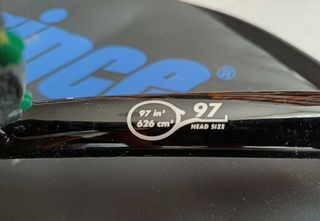 ince®
97 in²
626 cm²
97
HEAD SIZE